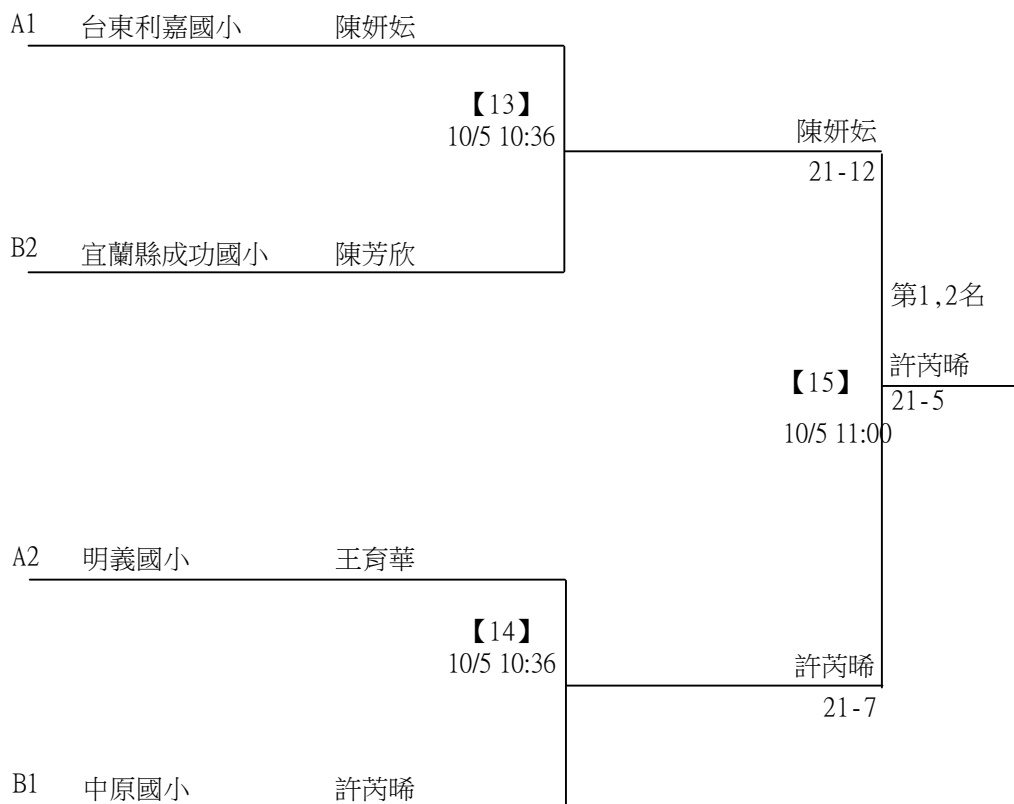 A1 台東利嘉國小 陳妍妘
【13】
10/5 10:36
陳妍妘
21-12
B2 宜蘭縣成功國小 陳芳欣
第1,2名
許芮晞
【15】
21-5
10/5 11:00
A2 明義國小 王育華
【14】
10/5 10:36
許芮晞
21-7
B1 中原國小 許芮晞